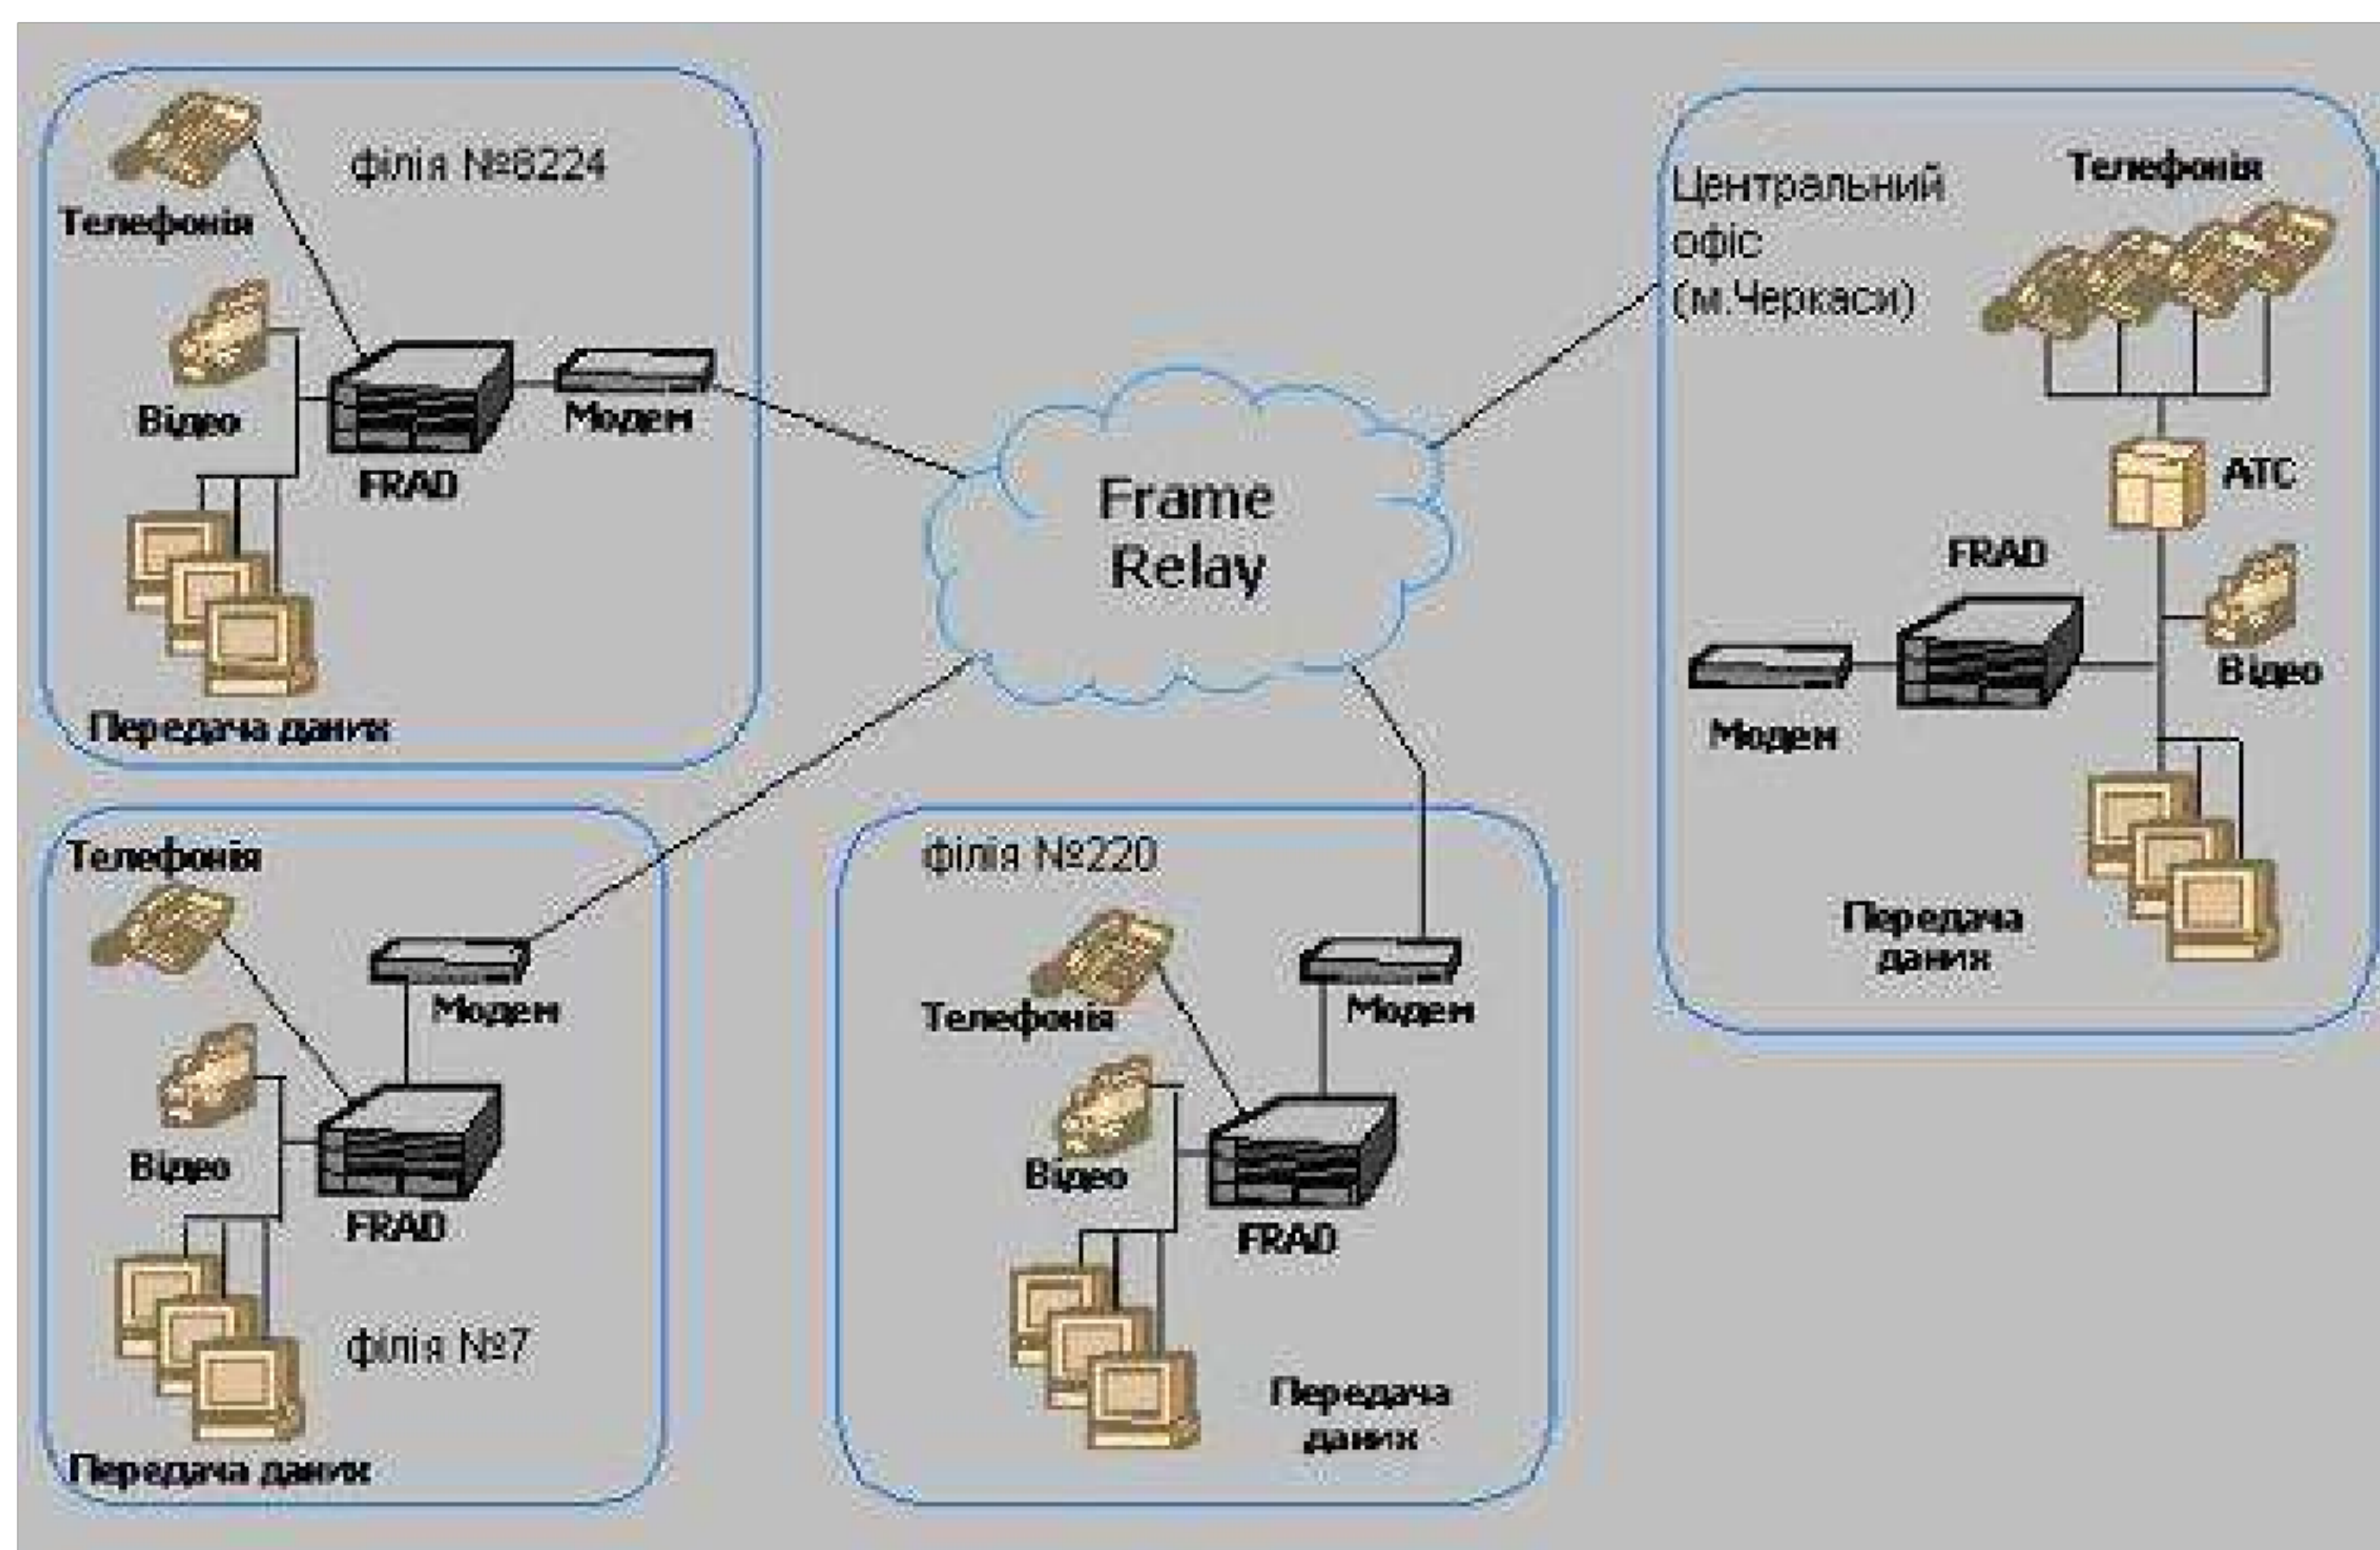 філія №8224
Телефонія
Відео
FRAD
Модем
Передача даних
Frame
Relay
Центральний
офіс
(м.Черкаси)
Телефонія
АТС
FRAD
Відео
Модем
Передача
даних
Телефонія
Модем
Відео
FRAD
філія №7
Передача даних
філія №220
Телефонія
Модем
Відео
FRAD
Передача
даних